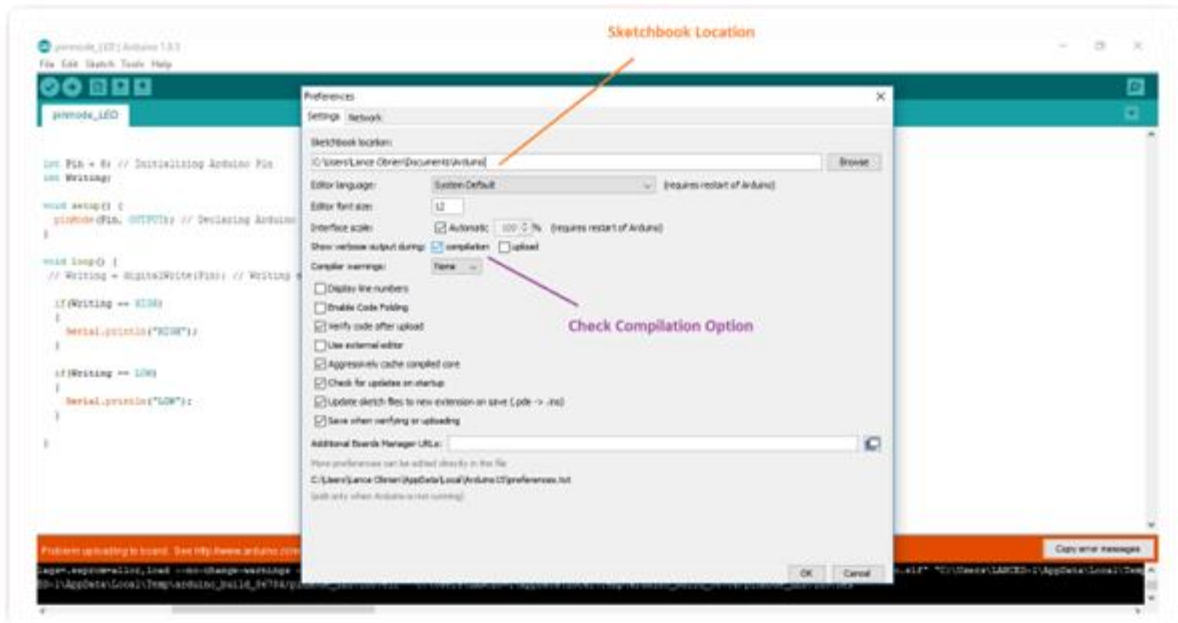 Sketchbook Location
pinmode_LED | Arduino 1.8.5
File Edit Sketch Tools Help
pinmode_LED
int Pin = 8; // Initializing Arduino Pin
int Writing;
void setup() {
pinMode(Pin, OUTPUT); // Declaring Arduino
}
void loop() {
// Writing = digitalWrite(Pin); // Writing
if(Writing == HIGH)
{
Serial.println("HIGH");
}
if(Writing == LOW)
{
Serial.println("LOW");
}
}
Preferences
Settings Network
Sketchbook location:
C:\Users\Lance Obrien\Documents\Arduino
Browse
Editor language: System Default (requires restart of Arduino)
Editor font size: 12
Interface scale: Automatic 100 % (requires restart of Arduino)
Show verbose output during: compilation upload
Compiler warnings: None
Display line numbers
Enable Code Folding
Verify code after upload
Use external editor
Aggressively cache compiled core
Check for updates on startup
Update sketch files to new extension on save (.pde -> .ino)
Save when verifying or uploading
Check Compilation Option
Additional Boards Manager URLs:
More preferences can be edited directly in the file
C:\Users\Lance Obrien\AppData\Local\Arduino15\preferences.txt
(edit only when Arduino is not running)
OK Cancel
Problem uploading to board. See http://www.arduino.cc
Copy error messages